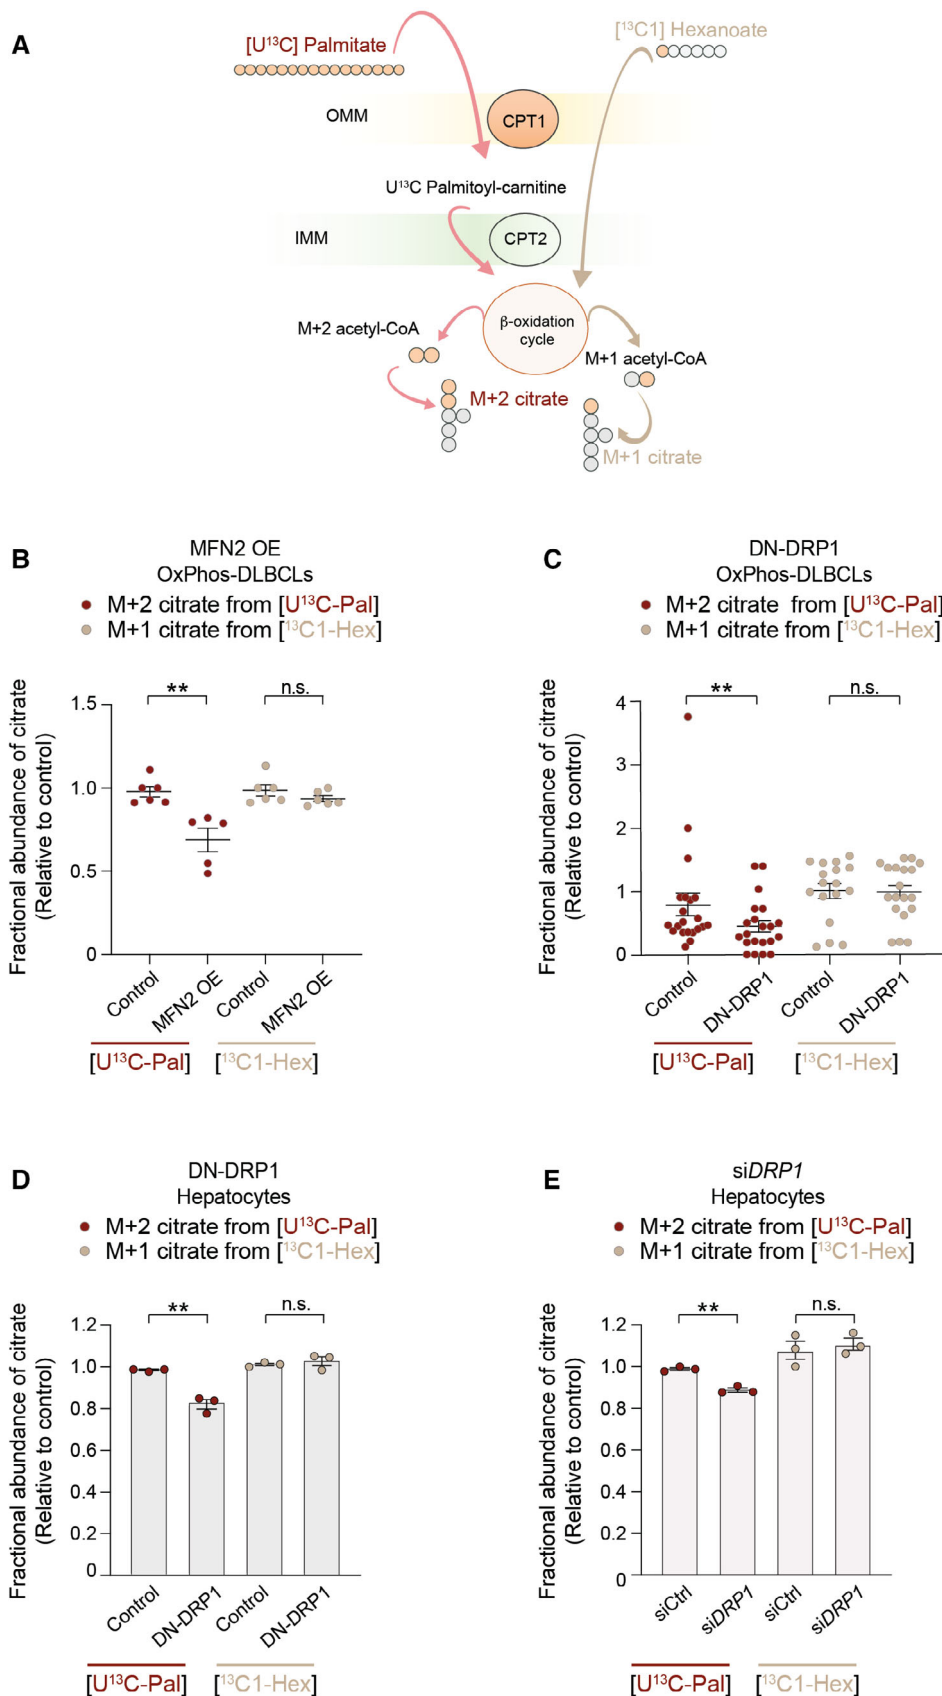 A
[U¹³C] Palmitate
[¹³C1] Hexanoate
OMM
CPT1
U¹³C Palmitoyl-carnitine
IMM
CPT2
β-oxidation
cycle
M+2 acetyl-CoA
M+1 acetyl-CoA
M+2 citrate
M+1 citrate
B
MFN2 OE
OxPhos-DLBCLs
M+2 citrate from [U¹³C-Pal]
M+1 citrate from [¹³C1-Hex]
Fractional abundance of citrate
(Relative to control)
1.5
1.0
0.5
0
**
n.s.
Control
MFN2 OE
Control
MFN2 OE
[U¹³C-Pal]
[¹³C1-Hex]
C
DN-DRP1
OxPhos-DLBCLs
M+2 citrate from [U¹³C-Pal]
M+1 citrate from [¹³C1-Hex]
Fractional abundance of citrate
(Relative to control)
4
3
2
1
0
**
n.s.
Control
DN-DRP1
Control
DN-DRP1
[U¹³C-Pal]
[¹³C1-Hex]
D
DN-DRP1
Hepatocytes
M+2 citrate from [U¹³C-Pal]
M+1 citrate from [¹³C1-Hex]
Fractional abundance of citrate
(Relative to control)
1.2
1.0
0.8
0.6
0.4
0.2
0
**
n.s.
Control
DN-DRP1
Control
DN-DRP1
[U¹³C-Pal]
[¹³C1-Hex]
E
siDRP1
Hepatocytes
M+2 citrate from [U¹³C-Pal]
M+1 citrate from [¹³C1-Hex]
Fractional abundance of citrate
(Relative to control)
1.2
1.0
0.8
0.6
0.4
0.2
0
**
n.s.
siCtrl
siDRP1
siCtrl
siDRP1
[U¹³C-Pal]
[¹³C1-Hex]